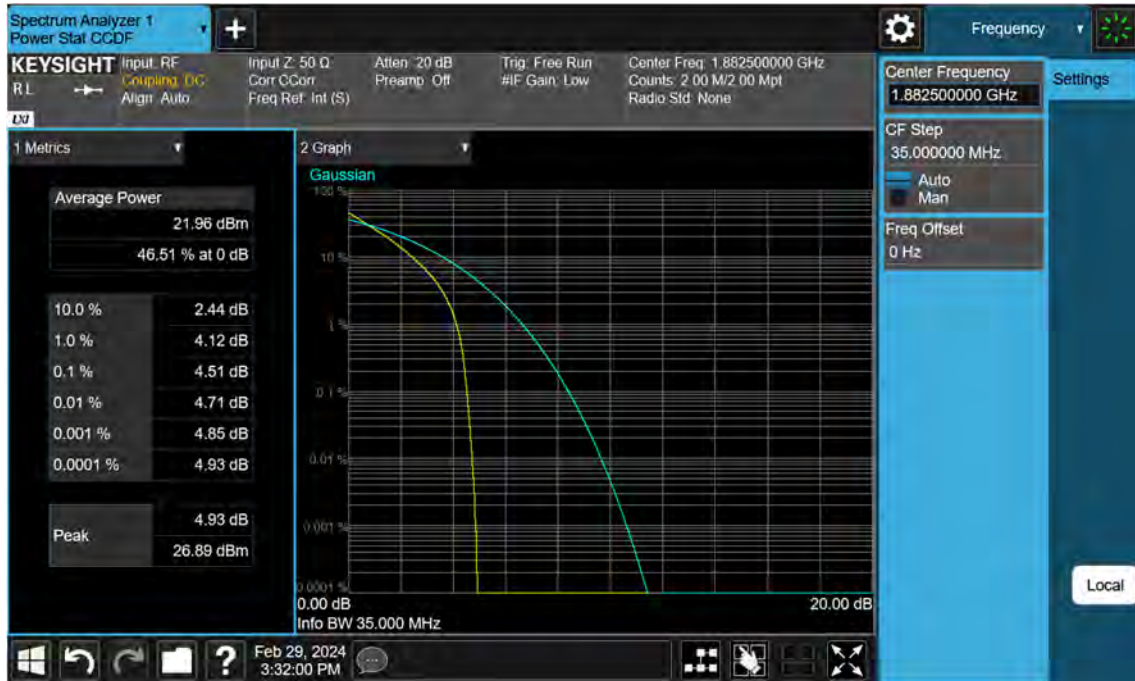 Spectrum Analyzer 1
Power Stat CCDF
+
Frequency
KEYSIGHT
RL
LXI
Input: RF
Coupling: DC
Align: Auto
Input Z: 50 Ω
Corr CCorr
Freq Ref: Int (S)
Atten: 20 dB
Preamp: Off
Trig: Free Run
#IF Gain: Low
Center Freq: 1.882500000 GHz
Counts: 2.00 M/2.00 Mpt
Radio Std: None
Center Frequency
1.882500000 GHz
Settings
CF Step
35.000000 MHz
Auto
Man
Freq Offset
0 Hz
1 Metrics
Average Power
21.96 dBm
46.51 % at 0 dB
10.0 % 2.44 dB
1.0 % 4.12 dB
0.1 % 4.51 dB
0.01 % 4.71 dB
0.001 % 4.85 dB
0.0001 % 4.93 dB
Peak
4.93 dB
26.89 dBm
2 Graph
Gaussian
100 %
10 %
1 %
0.1 %
0.01 %
0.001 %
0.0001 %
0.00 dB
20.00 dB
Info BW 35.000 MHz
Local
?
Feb 29, 2024
3:32:00 PM